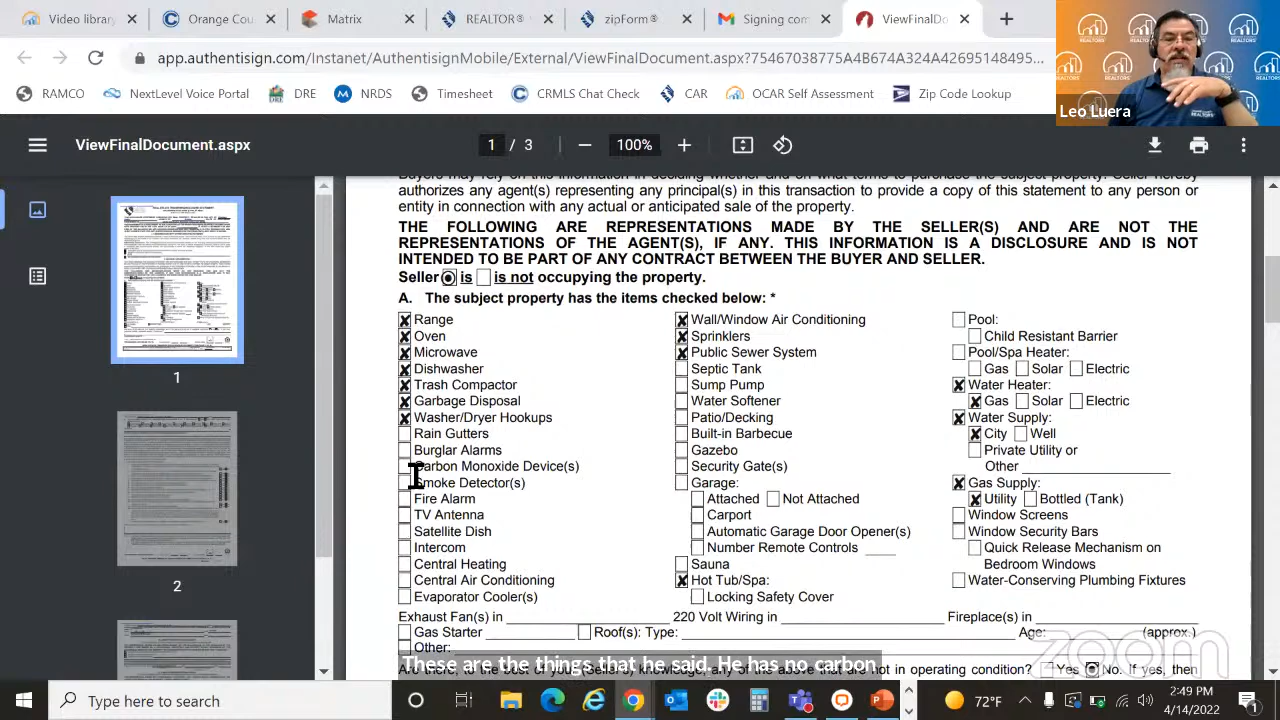 Cou
Orange Cou
Matrix
REALTOR®
zipForm®
Signing com
ViewFinalDo
app.authentisign.com/Instanc
75467038775A4B674A324A42695148495...
RAMCO
NextLevel Voice Portal
DRE
NRDS
Timesheets
CRMLS Chat
CAR
OCAR Self Assessment
Zip Code Lookup
Leo Luera
ViewFinalDocument.aspx
1 / 3
100%
authorizes any agent(s) representing any principal(s) in this transaction to provide a copy of this statement to any person or
entity in connection with any actual or anticipated sale of the property.
THE FOLLOWING ARE REPRESENTATIONS MADE BY THE SELLER(S) AND ARE NOT THE
REPRESENTATIONS OF THE AGENT(S), IF ANY. THIS INFORMATION IS A DISCLOSURE AND IS NOT
INTENDED TO BE PART OF ANY CONTRACT BETWEEN THE BUYER AND SELLER.
Seller is is not occupying the property.
A. The subject property has the items checked below: *
Range
Oven
Microwave
Dishwasher
Trash Compactor
Garbage Disposal
Washer/Dryer Hookups
Rain Gutters
Burglar Alarms
Carbon Monoxide Device(s)
Smoke Detector(s)
Fire Alarm
TV Antenna
Satellite Dish
Intercom
Central Heating
Central Air Conditioning
Evaporator Cooler(s)
Wall/Window Air Conditioning
Sprinklers
Public Sewer System
Septic Tank
Sump Pump
Water Softener
Patio/Decking
Built-in Barbecue
Gazebo
Security Gate(s)
Garage:
Attached Not Attached
Carport
Automatic Garage Door Opener(s)
Number Remote Controls
Sauna
Hot Tub/Spa:
Locking Safety Cover
Pool:
Child Resistant Barrier
Pool/Spa Heater:
Gas Solar Electric
Water Heater:
Gas Solar Electric
Water Supply:
City Well
Private Utility or
Other
Gas Supply:
Utility Bottled (Tank)
Window Screens
Window Security Bars
Quick Release Mechanism on
Bedroom Windows
Water-Conserving Plumbing Fixtures
Exhaust Fan(s) in 220 Volt Wiring in Fireplace(s) in
Gas Starter Roof(s): Type: Age: (approx.)
Other:
These are the things that he said. He has no carbon
not in operating condition? Yes No. If yes, then
zoom
1
2
Type here to search
72°F
2:49 PM
4/14/2022
1